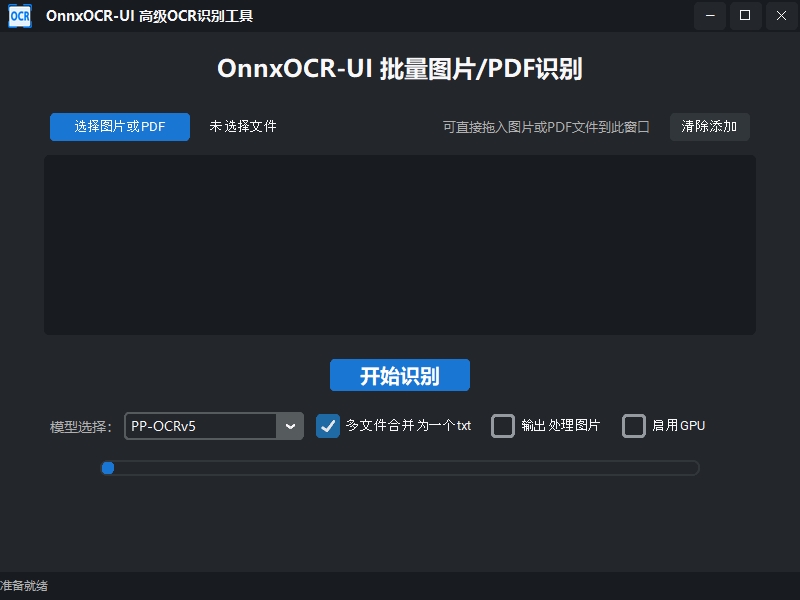 OCR OnnxOCR-UI 高级OCR识别工具
OnnxOCR-UI 批量图片/PDF识别
选择图片或PDF 未选择文件 可直接拖入图片或PDF文件到此窗口 清除添加
开始识别
模型选择: PP-OCRv5 多文件合并为一个txt 输出处理图片 启用GPU
准备就绪